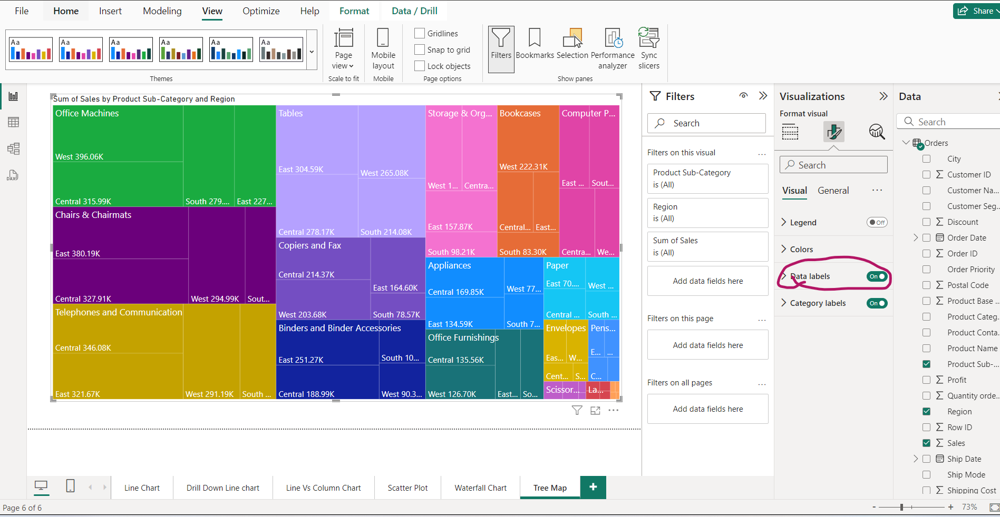 File Home Insert Modeling View Optimize Help Format Data / Drill Share
Aa Aa Aa Aa Aa Aa
Themes
Page view
Scale to fit
Mobile layout
Mobile
Gridlines
Snap to grid
Lock objects
Page options
Filters
Bookmarks
Selection
Performance analyzer
Sync slicers
Show panes
DAX
Sum of Sales by Product Sub-Category and Region
Office Machines
West 396.06K
Central 315.99K
South 279....
East 227...
Chairs & Chairmats
East 380.19K
Central 327.91K
West 294.99K
Sout...
Telephones and Communication
Central 346.08K
East 321.67K
West 291.19K
South ...
Tables
East 304.59K
West 265.08K
Central 278.17K
South 214.08K
Copiers and Fax
Central 214.37K
East 164.60K
West 203.68K
South 78.57K
Binders and Binder Accessories
East 251.27K
South 10...
Central 188.99K
West 90.3...
Storage & Org...
West 1...
Centra...
East 157.87K
South 98.21K
Bookcases
West 222.31K
Central...
East...
South 83.30K
Computer P...
East ...
Sout...
Centra...
We...
Appliances
Central 169.85K
West 77...
East 134.59K
South 7...
Office Furnishings
Central 135.56K
West 126.70K
East...
So...
Paper
East 70....
West ...
Central ...
South ...
Envelopes
Eas...
W...
Cent...
S...
Pens...
E...
...
C...
Scissor...
La...
Filters
Search
Filters on this visual ...
Product Sub-Category
is (All)
Region
is (All)
Sum of Sales
is (All)
Add data fields here
Filters on this page ...
Add data fields here
Filters on all pages ...
Add data fields here
Visualizations
Format visual
Search
Visual General ...
Legend Off
Colors
Data labels On
Category labels On
Data
Search
Orders
City
Customer ID
Customer Na...
Customer Seg...
Discount
Order Date
Order ID
Order Priority
Postal Code
Product Base ...
Product Categ...
Product Conta...
Product Name
Product Sub-...
Profit
Quantity orde...
Region
Row ID
Sales
Ship Date
Ship Mode
Shipping Cost
Line Chart
Drill Down Line chart
Line Vs Column Chart
Scatter Plot
Waterfall Chart
Tree Map
+
Page 6 of 6
- + 73%